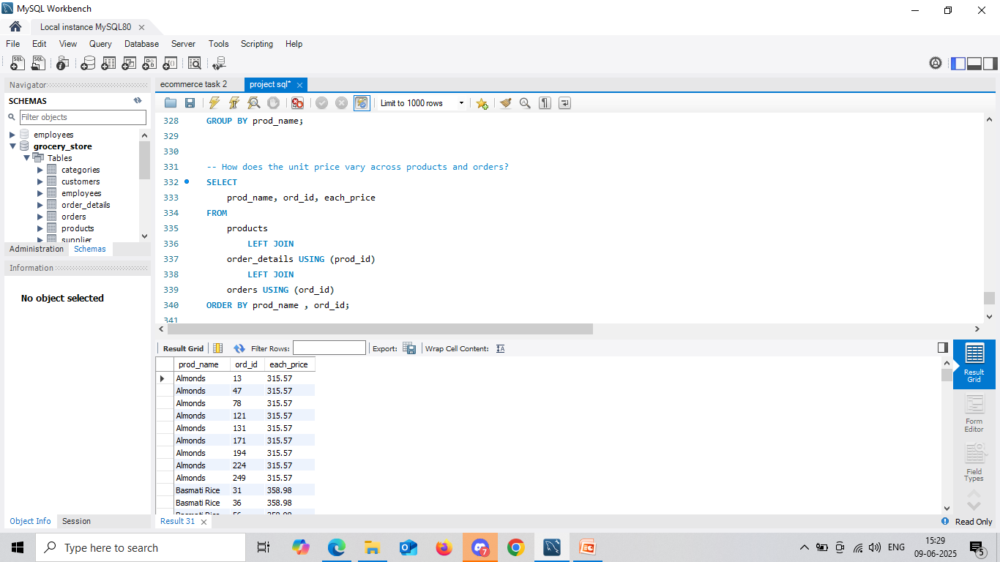 MySQL Workbench
Local instance MySQL80
File Edit View Query Database Server Tools Scripting Help
Navigator
SCHEMAS
Filter objects
employees
grocery_store
Tables
categories
customers
employees
order_details
orders
products
supplier
Administration Schemas
Information
No object selected
Object Info Session
ecommerce task 2 project sql*
Limit to 1000 rows
328 GROUP BY prod_name;
329
330
331 -- How does the unit price vary across products and orders?
332 SELECT
333 prod_name, ord_id, each_price
334 FROM
335 products
336 LEFT JOIN
337 order_details USING (prod_id)
338 LEFT JOIN
339 orders USING (ord_id)
340 ORDER BY prod_name , ord_id;
341
Result Grid Filter Rows: Export: Wrap Cell Content:
prod_name ord_id each_price
Almonds 13 315.57
Almonds 47 315.57
Almonds 78 315.57
Almonds 121 315.57
Almonds 131 315.57
Almonds 171 315.57
Almonds 194 315.57
Almonds 224 315.57
Almonds 249 315.57
Basmati Rice 31 358.98
Basmati Rice 36 358.98
Result
Grid
Form
Editor
Field
Types
Result 31
Read Only
Type here to search
7
ENG
15:29
09-06-2025
5